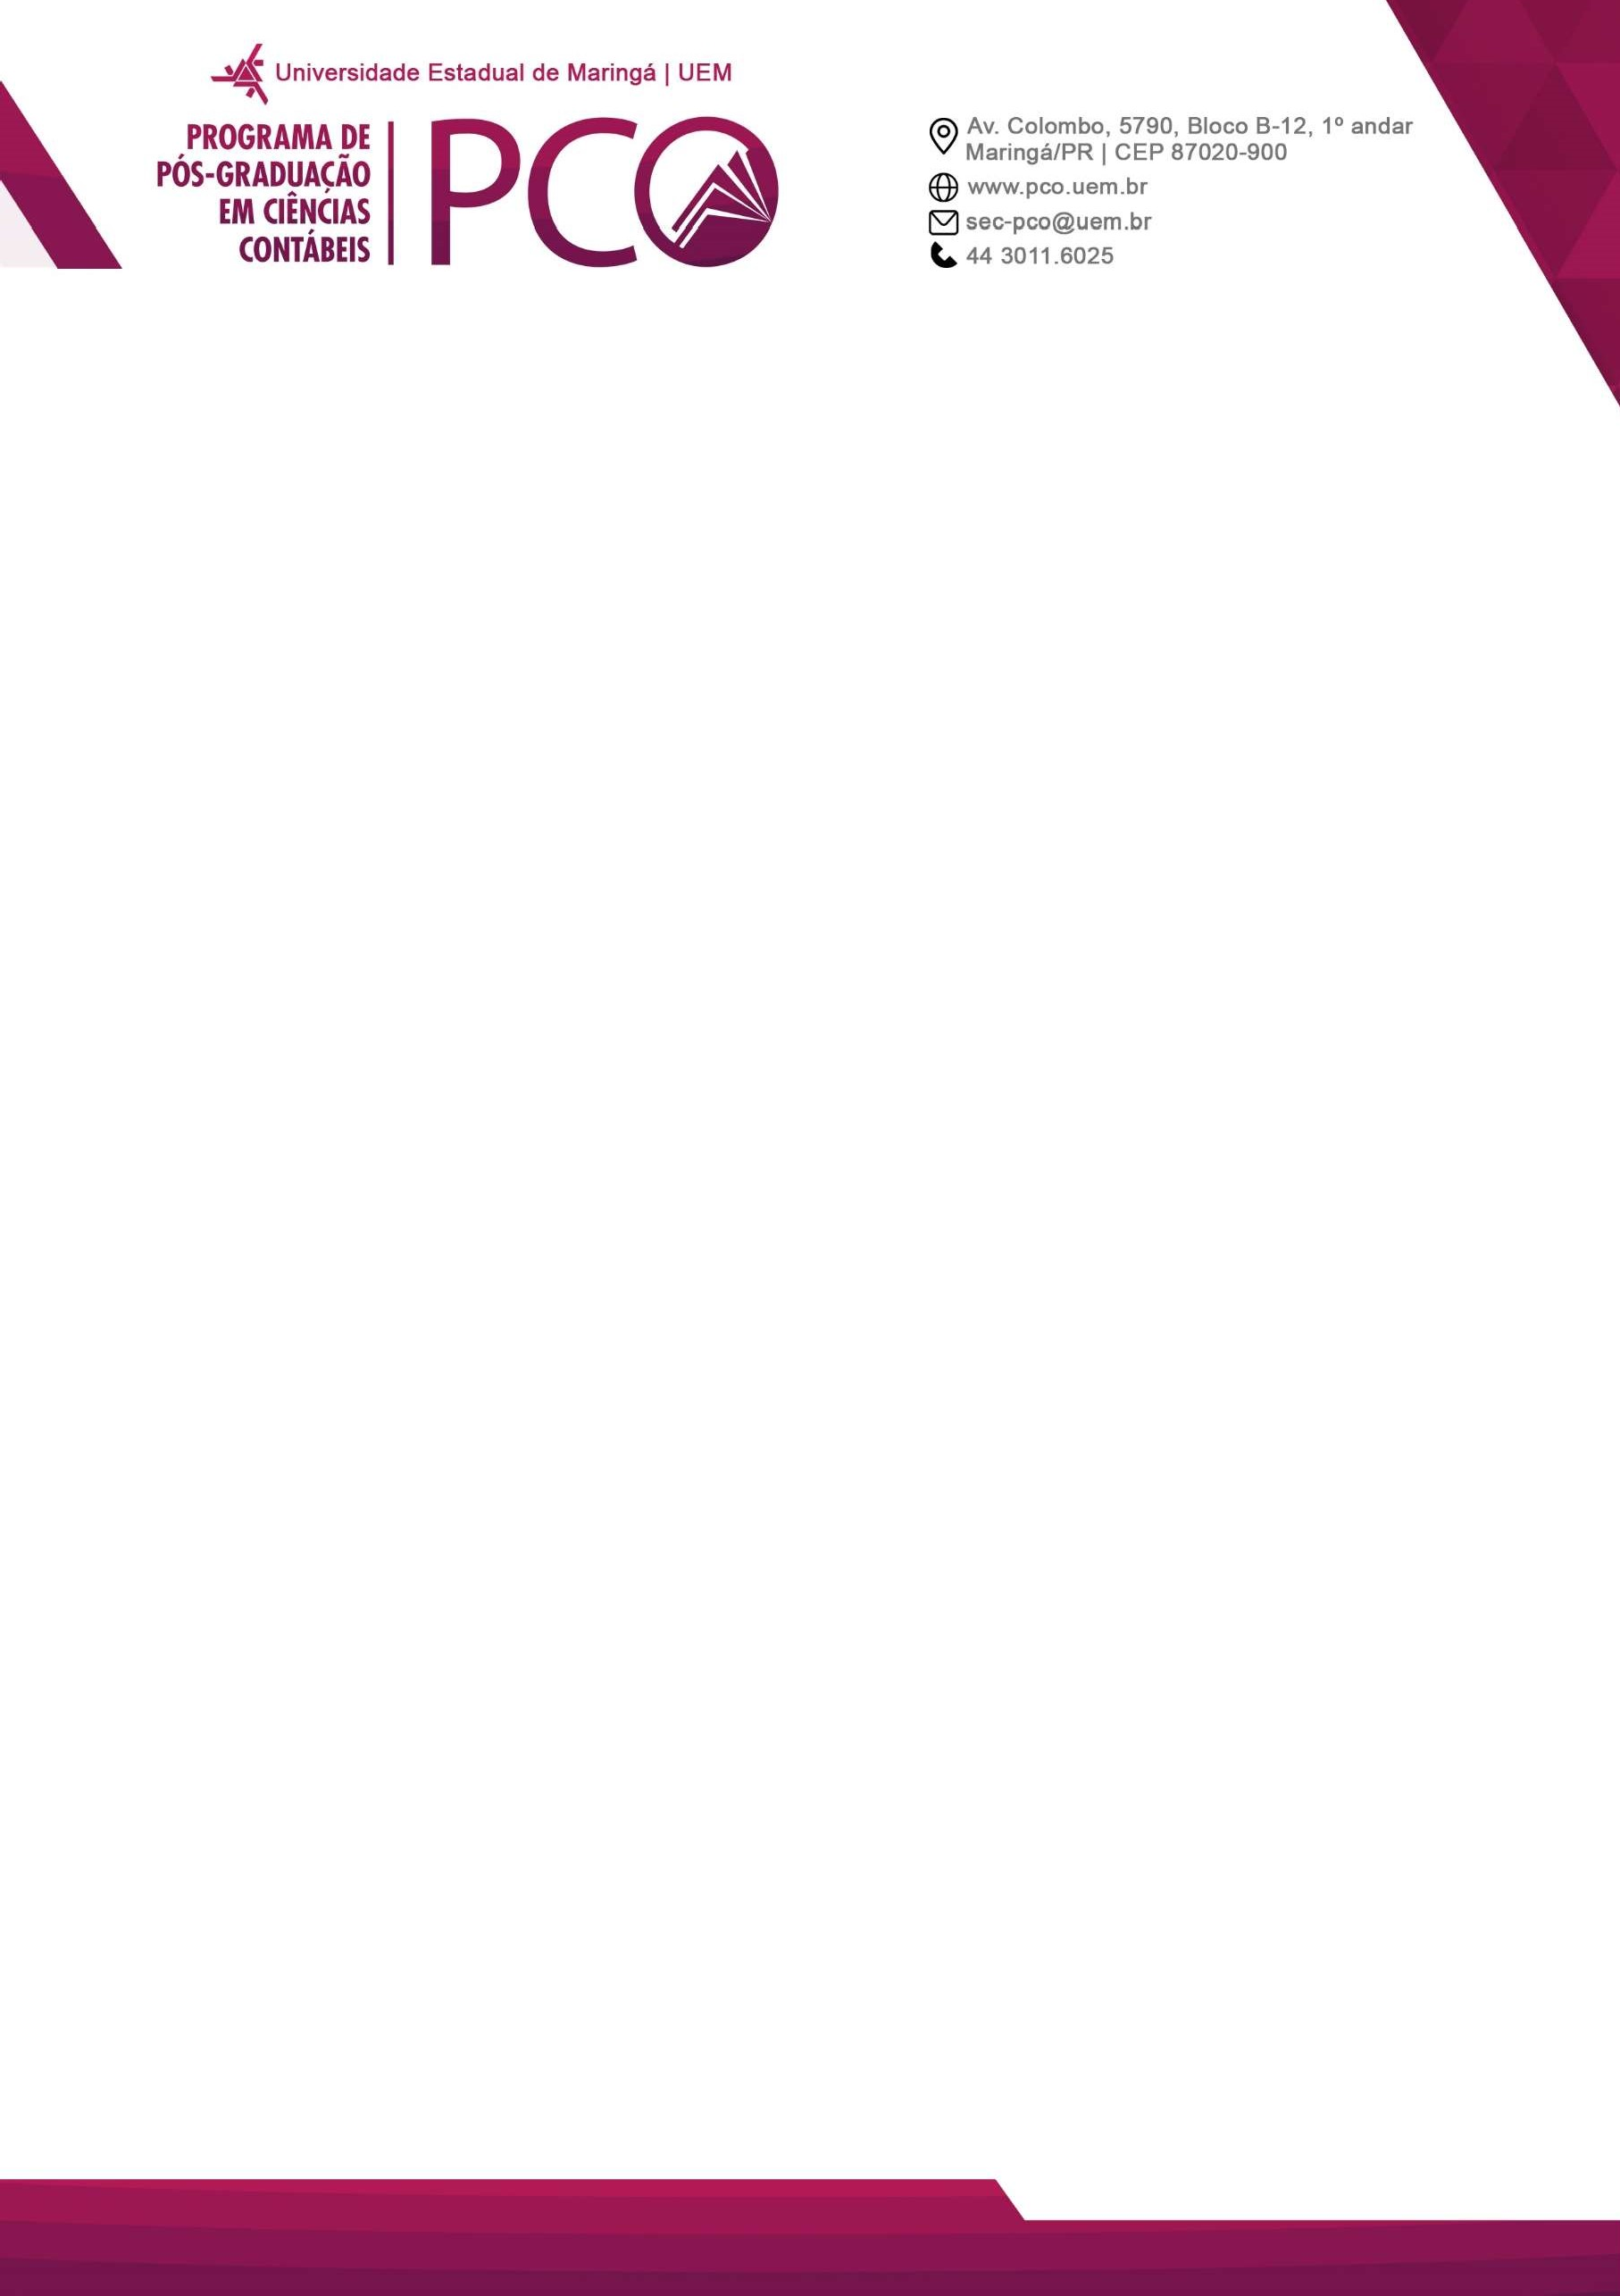 Universidade Estadual de Maringá | UEM
PROGRAMA DE
PÓS-GRADUAÇÃO
EM CIÊNCIAS
CONTÁBEIS
PCO
Av. Colombo, 5790, Bloco B-12, 1º andar
Maringá/PR | CEP 87020-900
www.pco.uem.br
sec-pco@uem.br
44 3011.6025